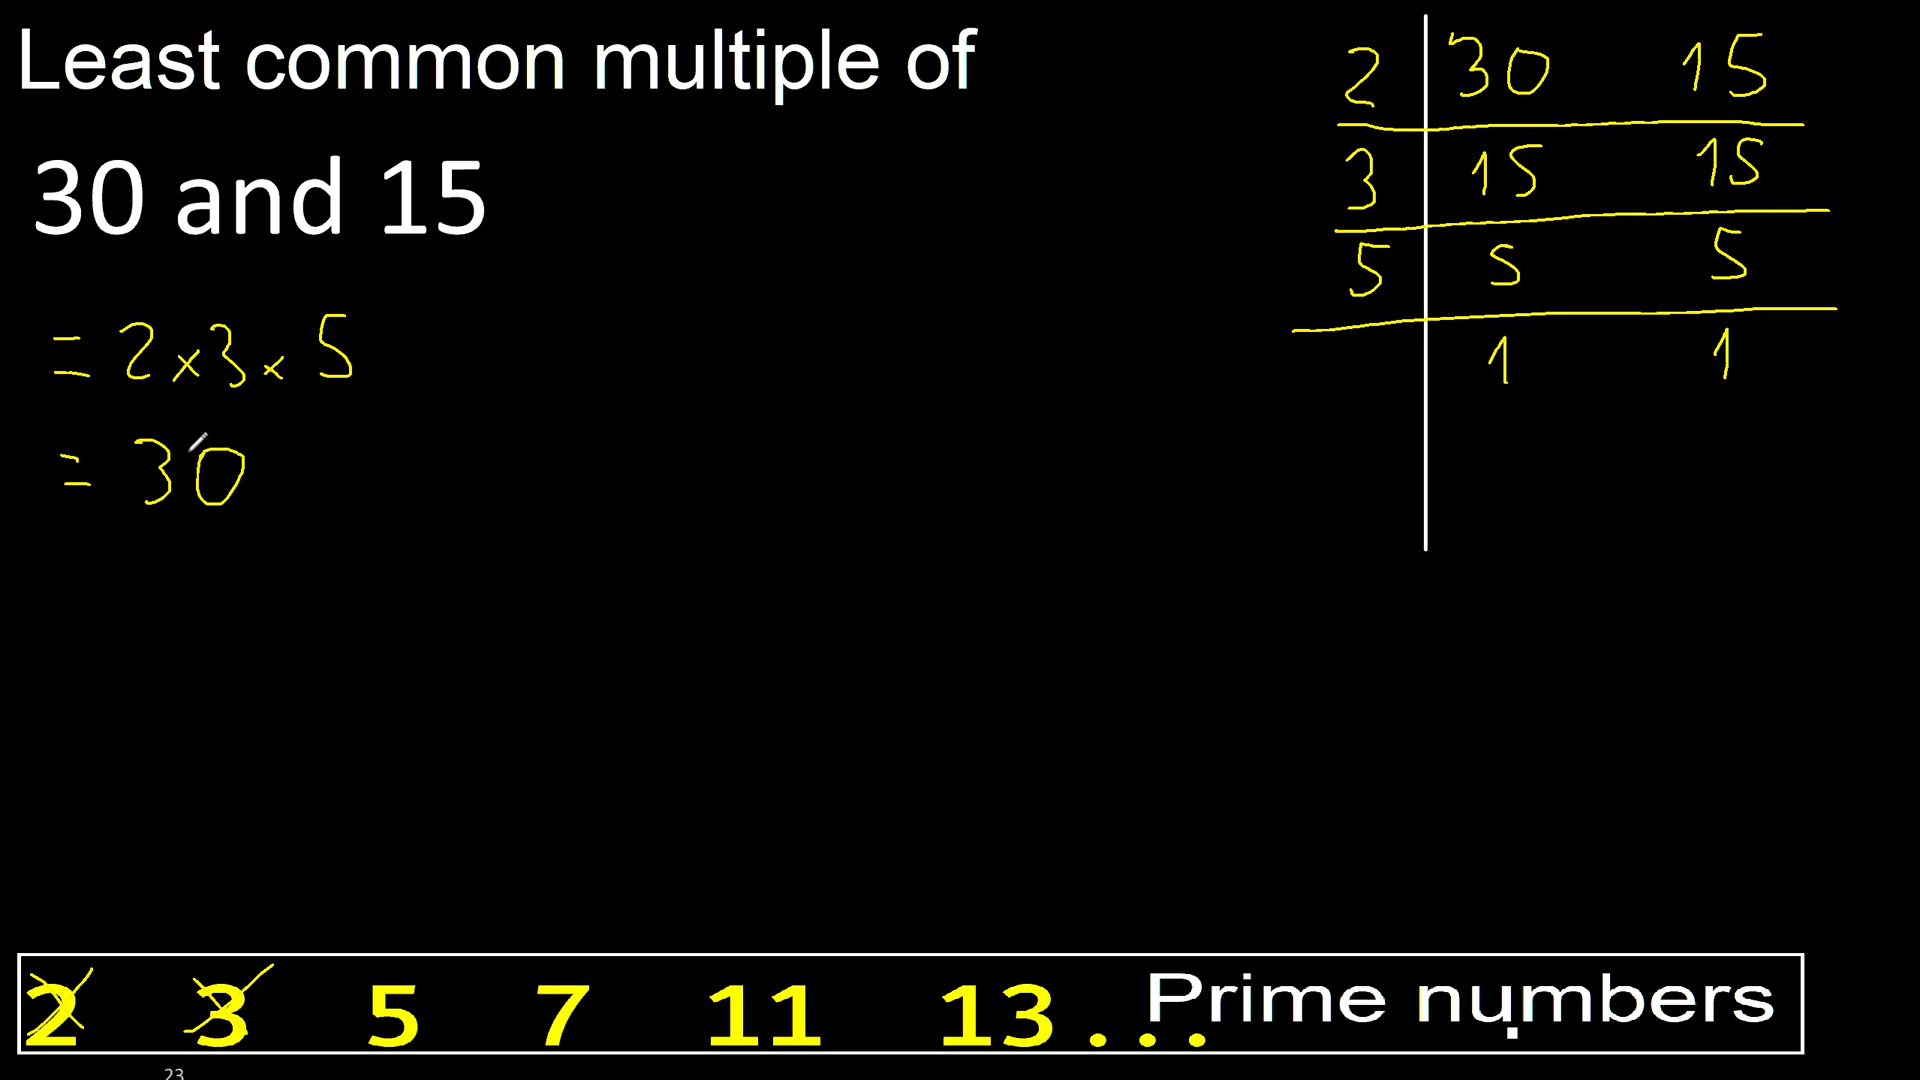 Least common multiple of
30 and 15
= 2 x 3 x 5
= 30
2 30 15
3 15 15
5 5 5
1 1
2 3 5 7 11 13 ... Prime numbers
23